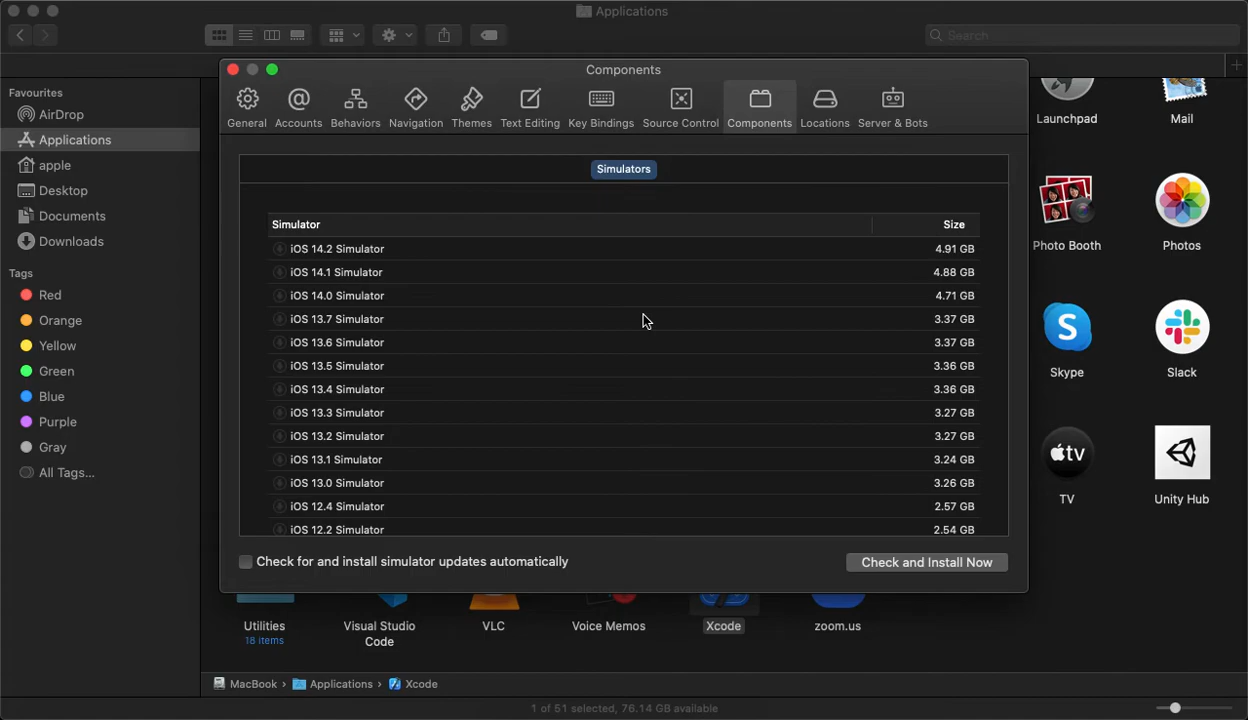 Applications
Search
Favourites
AirDrop
Applications
apple
Desktop
Documents
Downloads
Tags
Red
Orange
Yellow
Green
Blue
Purple
Gray
All Tags...
Components
General
Accounts
Behaviors
Navigation
Themes
Text Editing
Key Bindings
Source Control
Components
Locations
Server & Bots
Simulators
Simulator Size
iOS 14.2 Simulator 4.91 GB
iOS 14.1 Simulator 4.88 GB
iOS 14.0 Simulator 4.71 GB
iOS 13.7 Simulator 3.37 GB
iOS 13.6 Simulator 3.37 GB
iOS 13.5 Simulator 3.36 GB
iOS 13.4 Simulator 3.36 GB
iOS 13.3 Simulator 3.27 GB
iOS 13.2 Simulator 3.27 GB
iOS 13.1 Simulator 3.24 GB
iOS 13.0 Simulator 3.26 GB
iOS 12.4 Simulator 2.57 GB
iOS 12.2 Simulator 2.54 GB
Check for and install simulator updates automatically
Check and Install Now
Launchpad
Mail
Photo Booth
Photos
Skype
Slack
TV
Unity Hub
Utilities
18 items
Visual Studio
Code
VLC
Voice Memos
Xcode
zoom.us
MacBook › Applications › Xcode
1 of 51 selected, 76.14 GB available